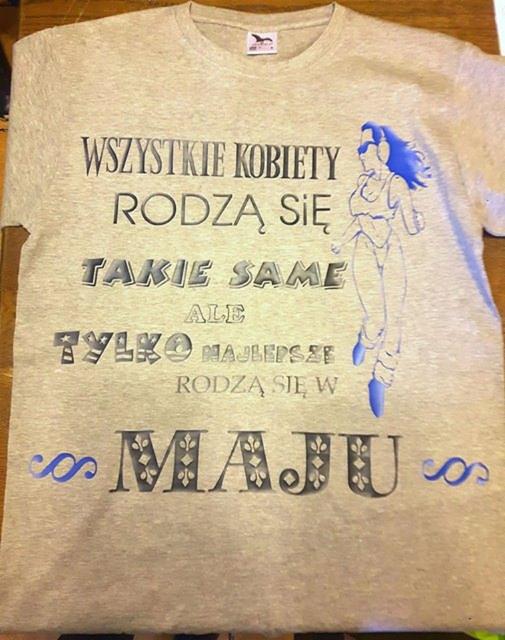 WSZYSTKIE KOBIETY
RODZĄ SiĘ
TAKIE SAME
ALE
TYLKO NAJLEPSZE
RODZĄ SIĘ W
MAJU